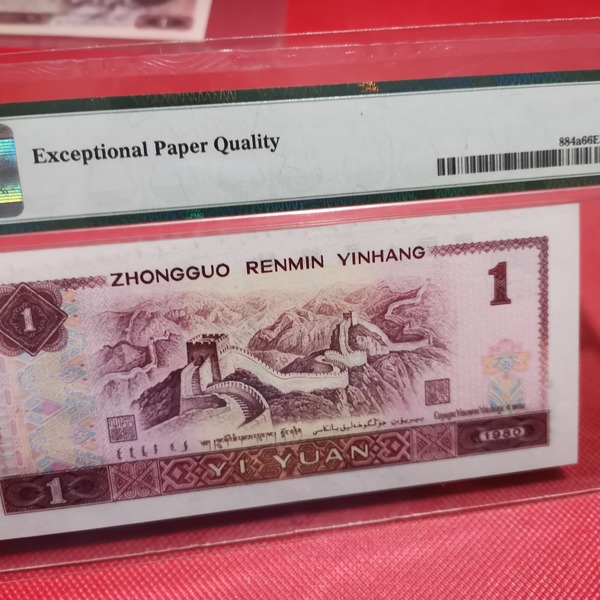 Exceptional Paper Quality
884a66E
ZHONGGUO RENMIN YINHANG
1
1
YI YUAN
1980
1